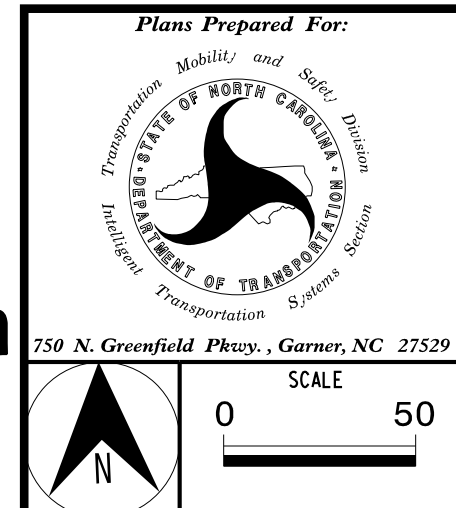 Plans Prepared For:
Transportation Mobility and Safety Division
STATE OF NORTH CAROLINA
DEPARTMENT OF TRANSPORTATION
Intelligent Transportation Systems Section
750 N. Greenfield Pkwy. , Garner, NC 27529
N
SCALE
0 50